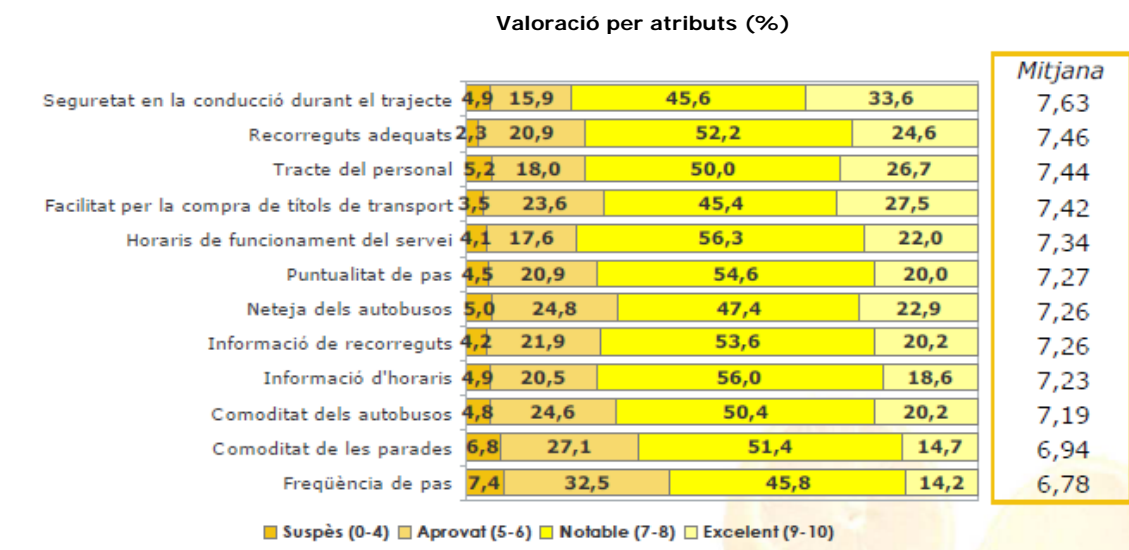 Valoració per atributs (%)
Mitjana
Seguretat en la conducció durant el trajecte 4,9 15,9 45,6 33,6 7,63
Recorreguts adequats 2,3 20,9 52,2 24,6 7,46
Tracte del personal 5,2 18,0 50,0 26,7 7,44
Facilitat per la compra de títols de transport 3,5 23,6 45,4 27,5 7,42
Horaris de funcionament del servei 4,1 17,6 56,3 22,0 7,34
Puntualitat de pas 4,5 20,9 54,6 20,0 7,27
Neteja dels autobusos 5,0 24,8 47,4 22,9 7,26
Informació de recorreguts 4,2 21,9 53,6 20,2 7,26
Informació d'horaris 4,9 20,5 56,0 18,6 7,23
Comoditat dels autobusos 4,8 24,6 50,4 20,2 7,19
Comoditat de les parades 6,8 27,1 51,4 14,7 6,94
Freqüència de pas 7,4 32,5 45,8 14,2 6,78
Suspès (0-4) Aprovat (5-6) Notable (7-8) Excelent (9-10)